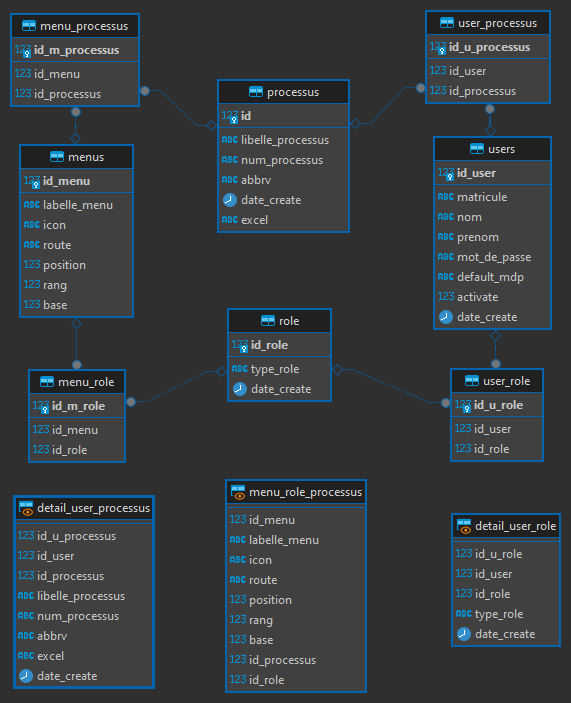 menu_processus
123 id_m_processus
123 id_menu
123 id_processus
user_processus
123 id_u_processus
123 id_user
123 id_processus
processus
123 id
ABC libelle_processus
ABC num_processus
ABC abbrv
date_create
ABC excel
menus
123 id_menu
ABC labelle_menu
ABC icon
ABC route
123 position
123 rang
123 base
users
123 id_user
ABC matricule
ABC nom
ABC prenom
ABC mot_de_passe
ABC default_mdp
123 activate
date_create
role
123 id_role
ABC type_role
date_create
menu_role
123 id_m_role
123 id_menu
123 id_role
user_role
123 id_u_role
123 id_user
123 id_role
detail_user_processus
123 id_u_processus
123 id_user
123 id_processus
ABC libelle_processus
ABC num_processus
ABC abbrv
ABC excel
date_create
menu_role_processus
123 id_menu
ABC labelle_menu
ABC icon
ABC route
123 position
123 rang
123 base
123 id_processus
123 id_role
detail_user_role
123 id_u_role
123 id_user
123 id_role
ABC type_role
date_create